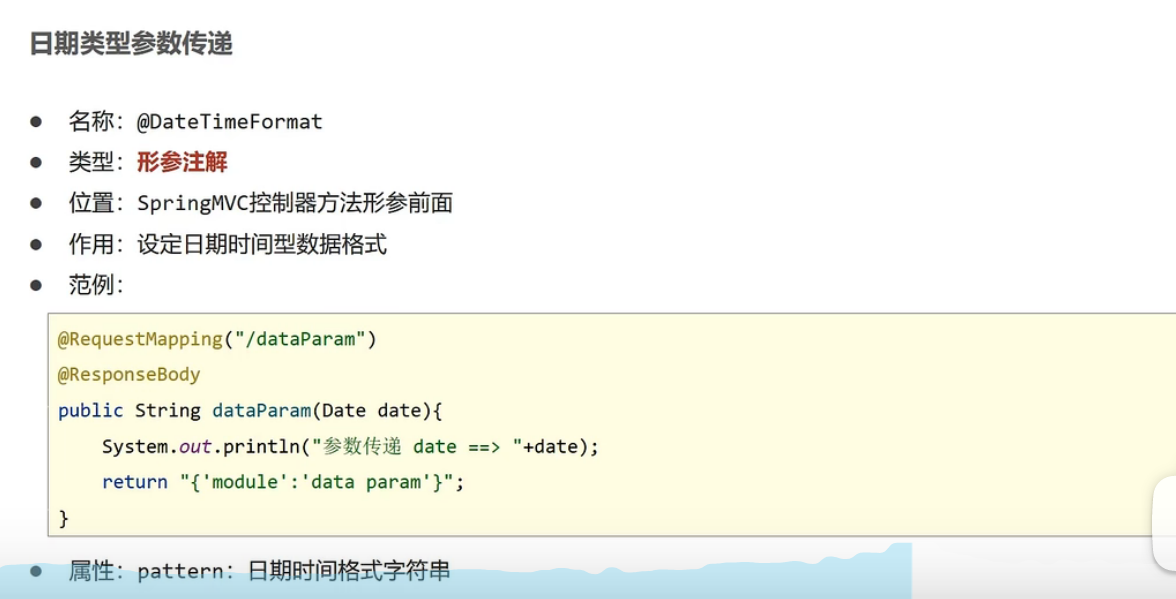 日期类型参数传递
● 名称：@DateTimeFormat
● 类型：形参注解
● 位置：SpringMVC控制器方法形参前面
● 作用：设定日期时间型数据格式
● 范例：
@RequestMapping("/dataParam")
@ResponseBody
public String dataParam(Date date){
    System.out.println("参数传递 date ==> "+date);
    return "{'module':'data param'}";
}
● 属性：pattern：日期时间格式字符串